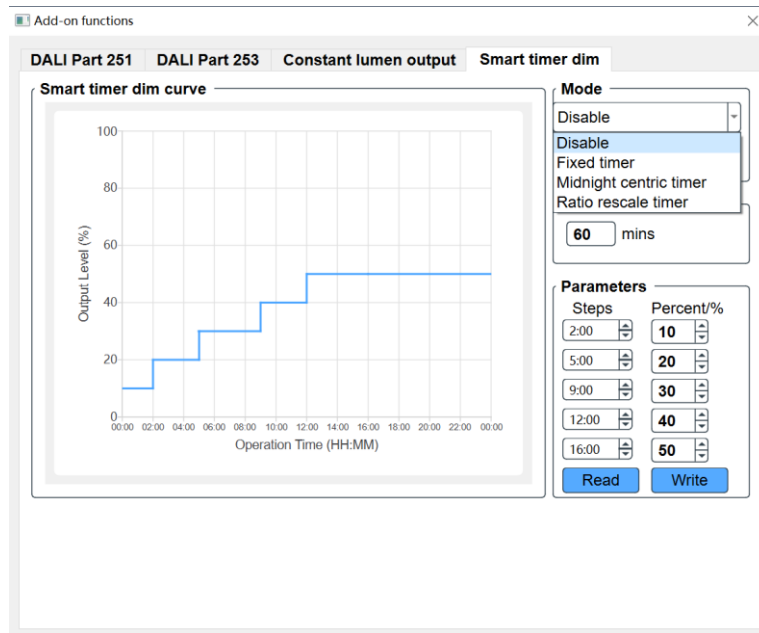 Add-on functions
DALI Part 251
DALI Part 253
Constant lumen output
Smart timer dim
Smart timer dim curve
100
80
60
40
20
0
Output Level (%)
00:00 02:00 04:00 06:00 08:00 10:00 12:00 14:00 16:00 18:00 20:00 22:00 00:00
Operation Time (HH:MM)
Mode
Disable
Disable
Fixed timer
Midnight centric timer
Ratio rescale timer
60 mins
Parameters
Steps Percent/%
2:00 10
5:00 20
9:00 30
12:00 40
16:00 50
Read Write